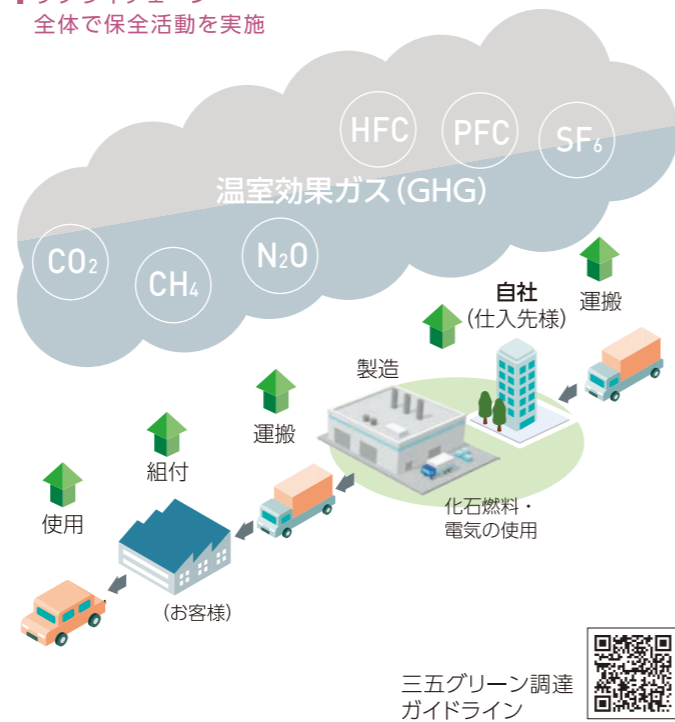 全体で保全活動を実施
HFC
PFC
SF₆
温室効果ガス(GHG)
CO₂
CH₄
N₂O
自社
(仕入先様)
運搬
製造
運搬
組付
使用
化石燃料・
電気の使用
(お客様)
三五グリーン調達
ガイドライン